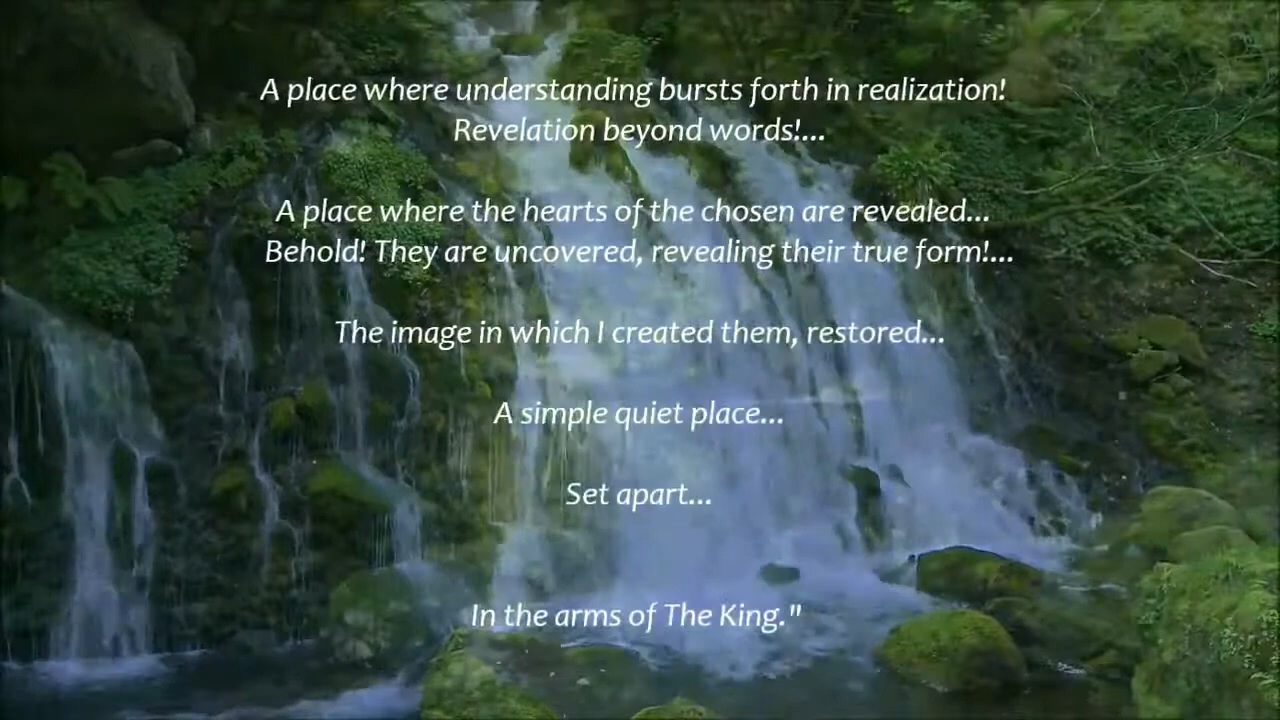 A place where understanding bursts forth in realization!
Revelation beyond words!...
A place where the hearts of the chosen are revealed...
Behold! They are uncovered, revealing their true form!...
The image in which I created them, restored...
A simple quiet place...
Set apart...
In the arms of The King."